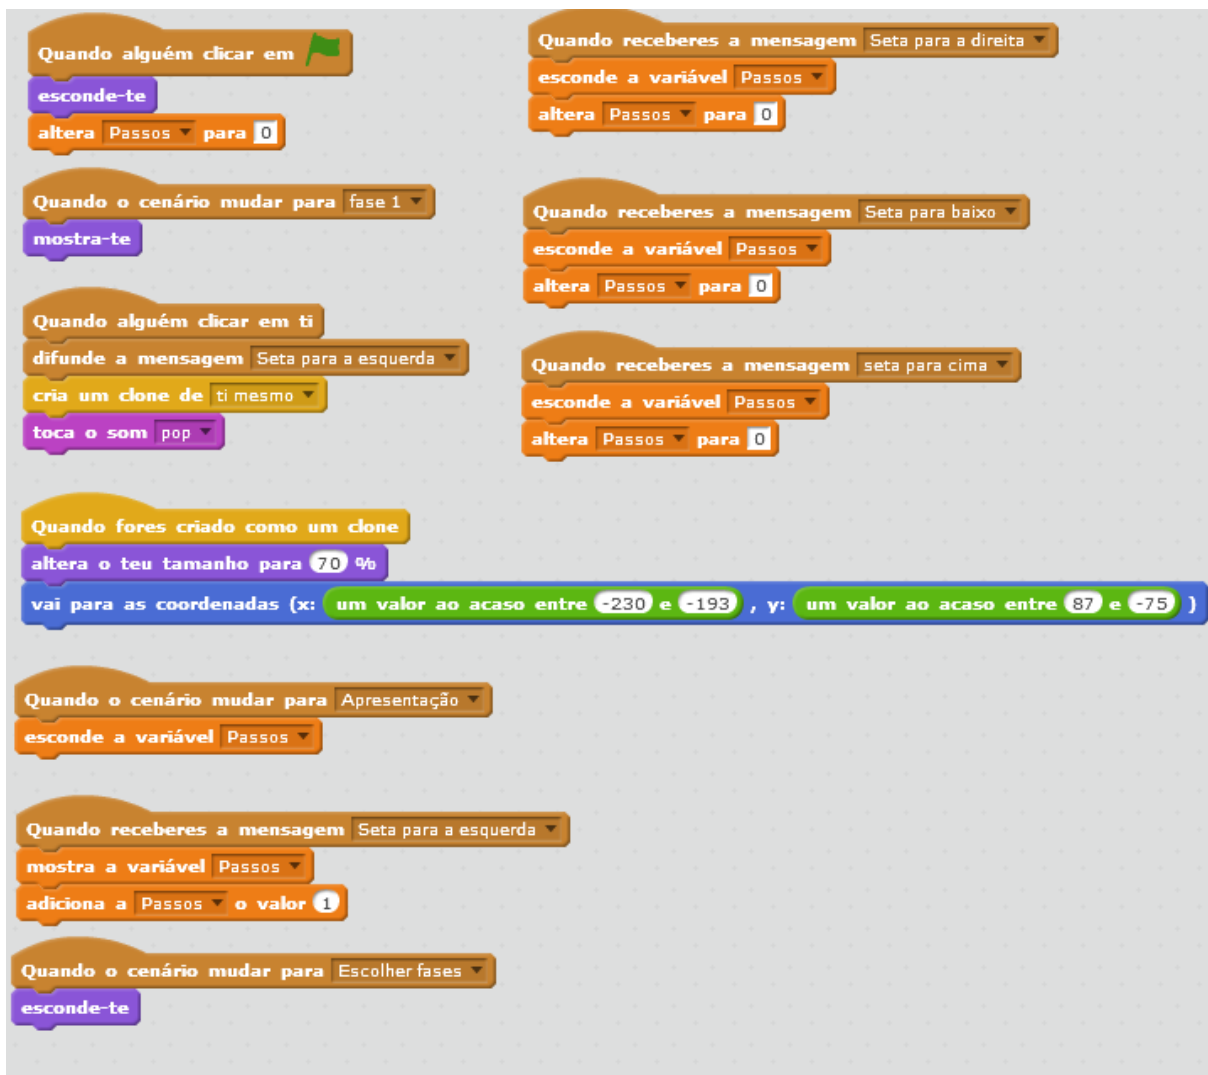 Quando alguém clicar em
esconde-te
altera Passos para 0
Quando o cenário mudar para fase 1
mostra-te
Quando alguém clicar em ti
difunde a mensagem Seta para a esquerda
cria um clone de ti mesmo
toca o som pop
Quando receberes a mensagem Seta para a direita
esconde a variável Passos
altera Passos para 0
Quando receberes a mensagem Seta para baixo
esconde a variável Passos
altera Passos para 0
Quando receberes a mensagem seta para cima
esconde a variável Passos
altera Passos para 0
Quando fores criado como um clone
altera o teu tamanho para 70 %
vai para as coordenadas (x: um valor ao acaso entre -230 e -193 , y: um valor ao acaso entre 87 e -75 )
Quando o cenário mudar para Apresentação
esconde a variável Passos
Quando receberes a mensagem Seta para a esquerda
mostra a variável Passos
adiciona a Passos o valor 1
Quando o cenário mudar para Escolher fases
esconde-te